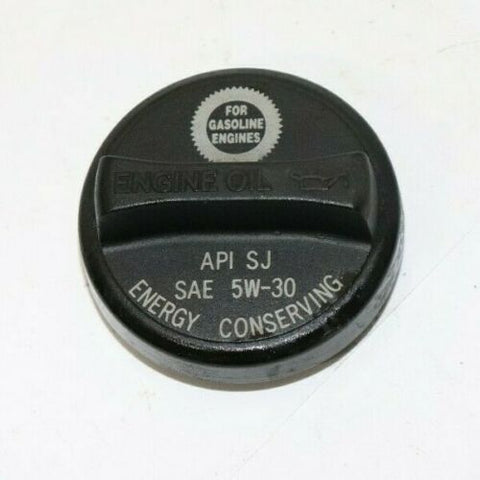 FOR
GASOLINE
ENGINES
ENGINE OIL
API SJ
SAE 5W-30
ENERGY CONSERVING